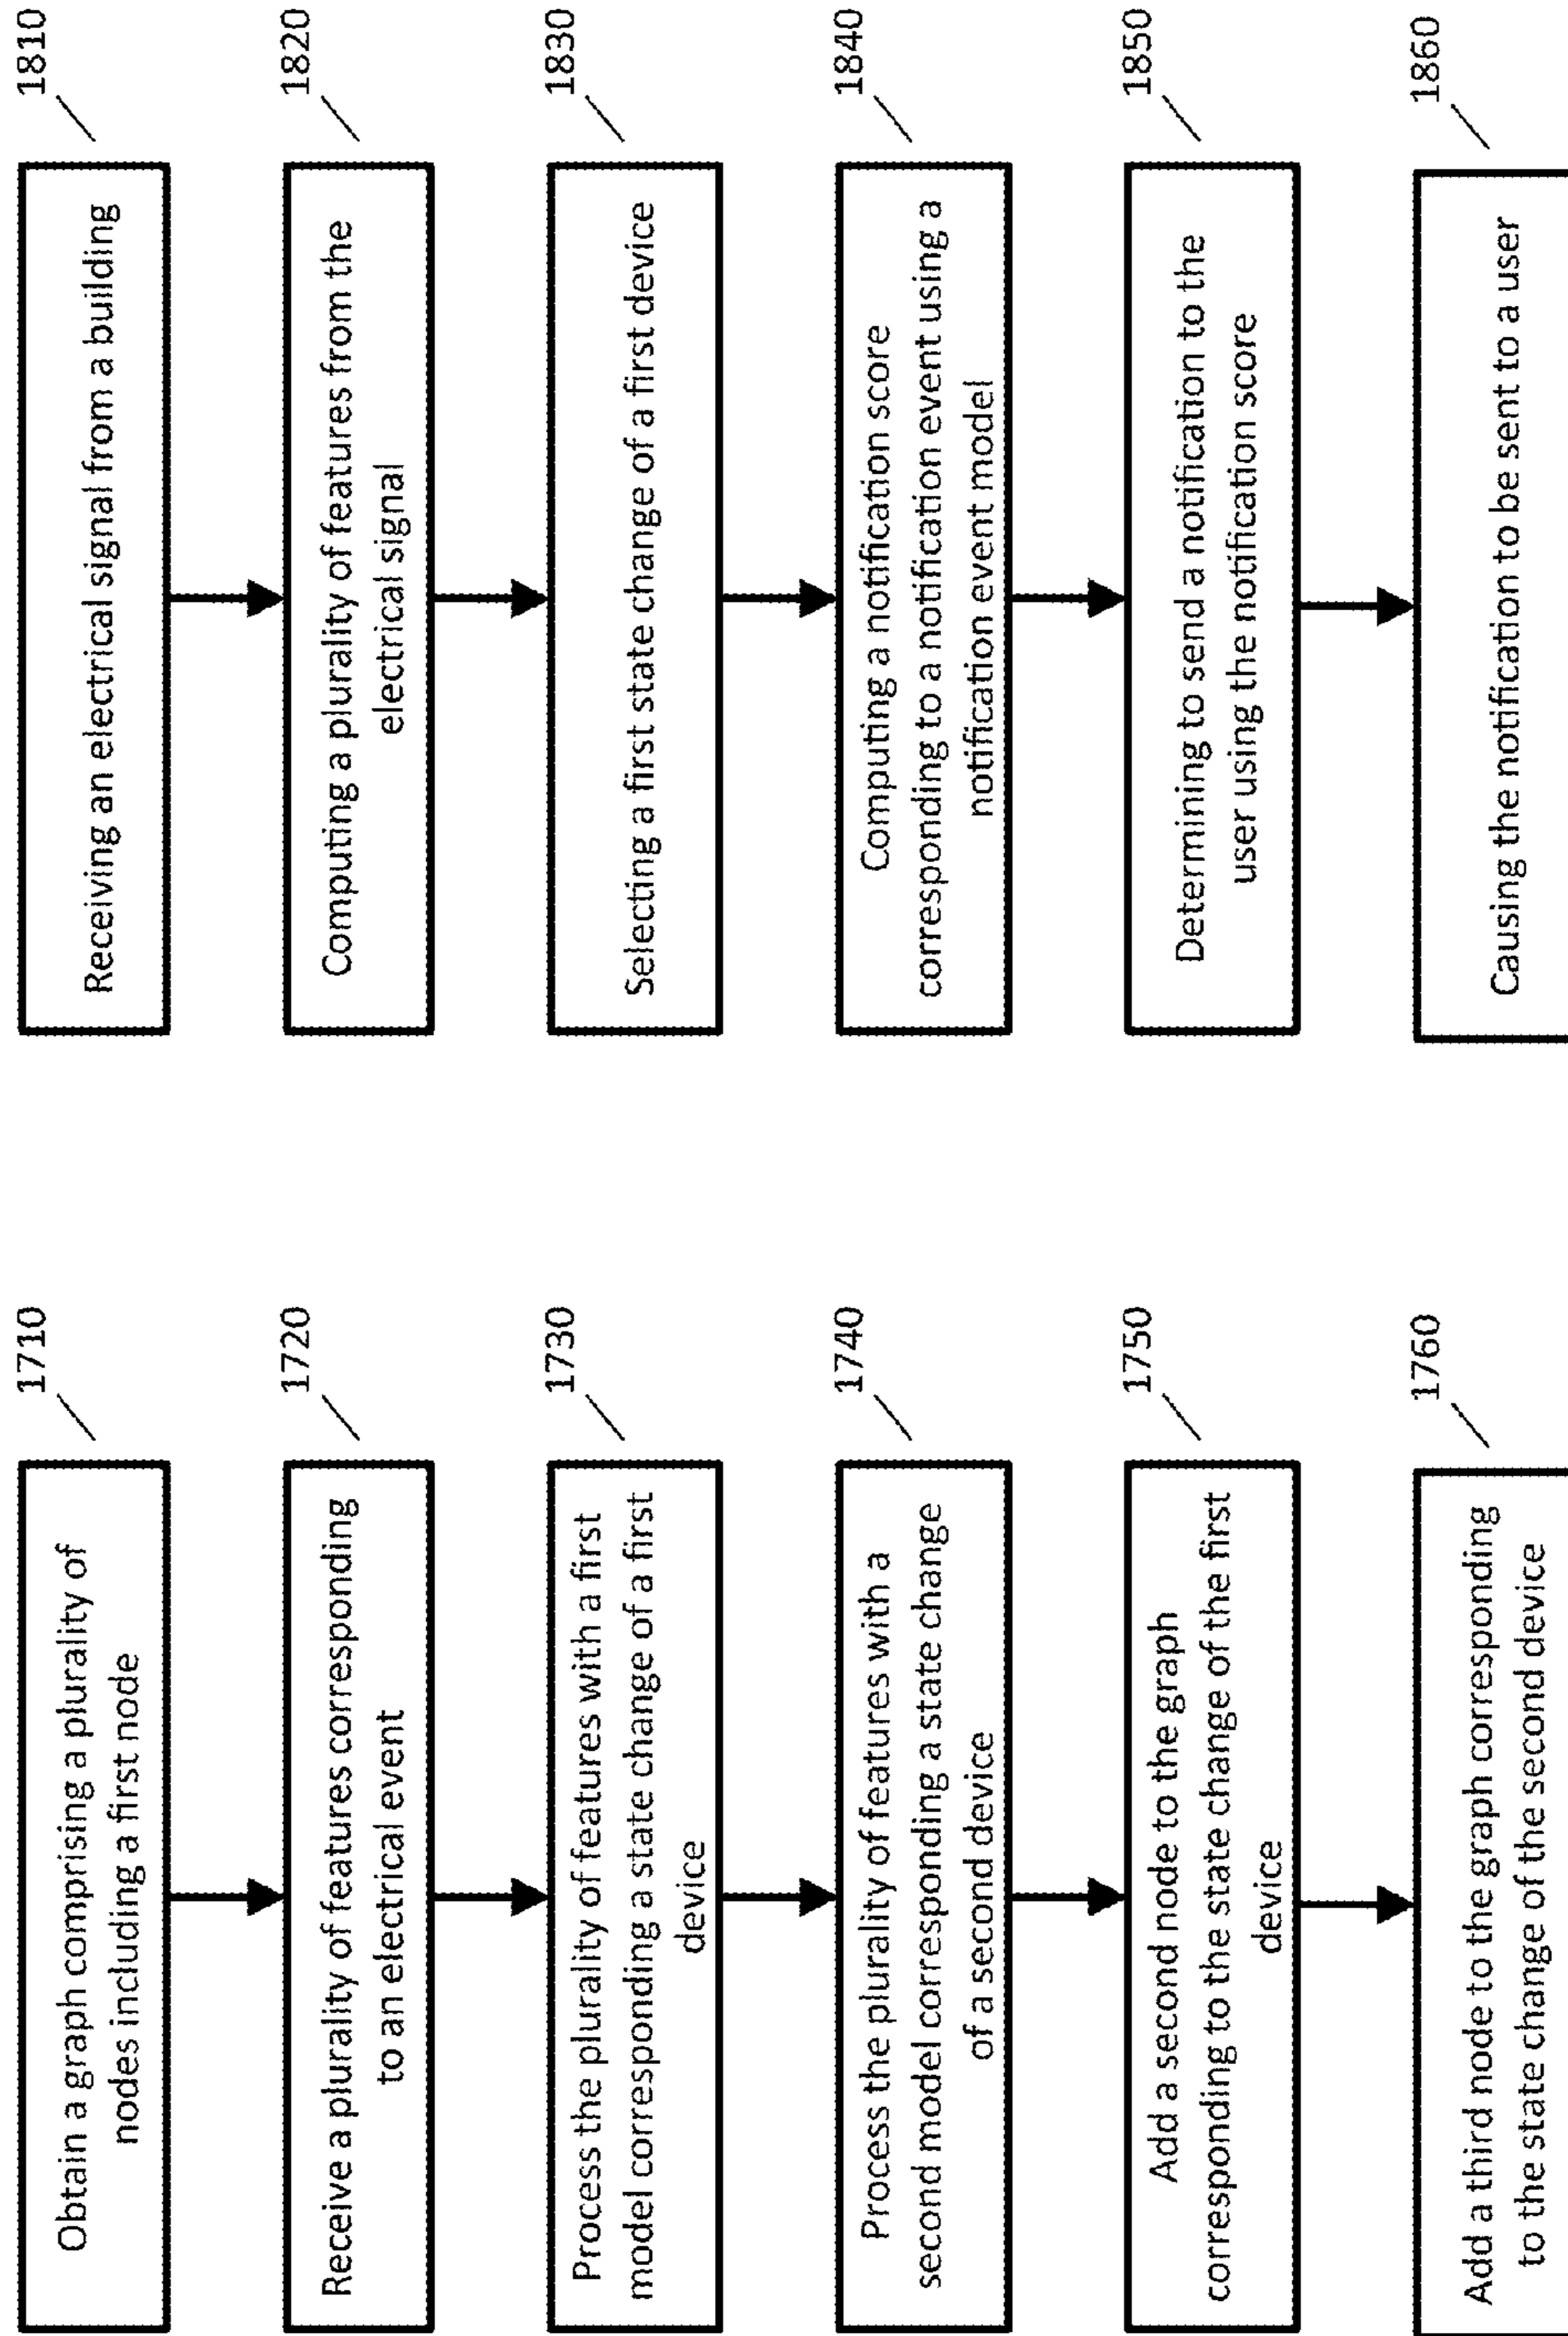 1710
Obtain a graph comprising a plurality of
nodes including a first node
1720
Receive a plurality of features corresponding
to an electrical event
1730
Process the plurality of features with a first
model corresponding a state change of a first
device
1740
Process the plurality of features with a
second model corresponding a state change
of a second device
1750
Add a second node to the graph
corresponding to the state change of the first
device
1760
Add a third node to the graph corresponding
to the state change of the second device
1810
Receiving an electrical signal from a building
1820
Computing a plurality of features from the
electrical signal
1830
Selecting a first state change of a first device
1840
Computing a notification score
corresponding to a notification event using a
notification event model
1850
Determining to send a notification to the
user using the notification score
1860
Causing the notification to be sent to a user